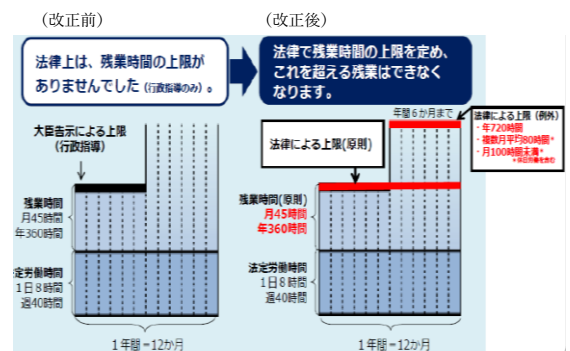 （改正前）
（改正後）
法律上は、残業時間の上限が
ありませんでした（行政指導のみ）。
法律で残業時間の上限を定め、
これを超える残業はできなく
なります。
大臣告示による上限
（行政指導）
残業時間
月45時間
年360時間
定労働時間
1日8時間
週40時間
1年間＝12か月
年間6か月まで
法律による上限（例外）
・年720時間
・複数月平均80時間*
・月100時間未満*
*休日労働を含む
法律による上限(原則)
残業時間(原則)
月45時間
年360時間
法定労働時間
1日8時間
週40時間
1年間＝12か月